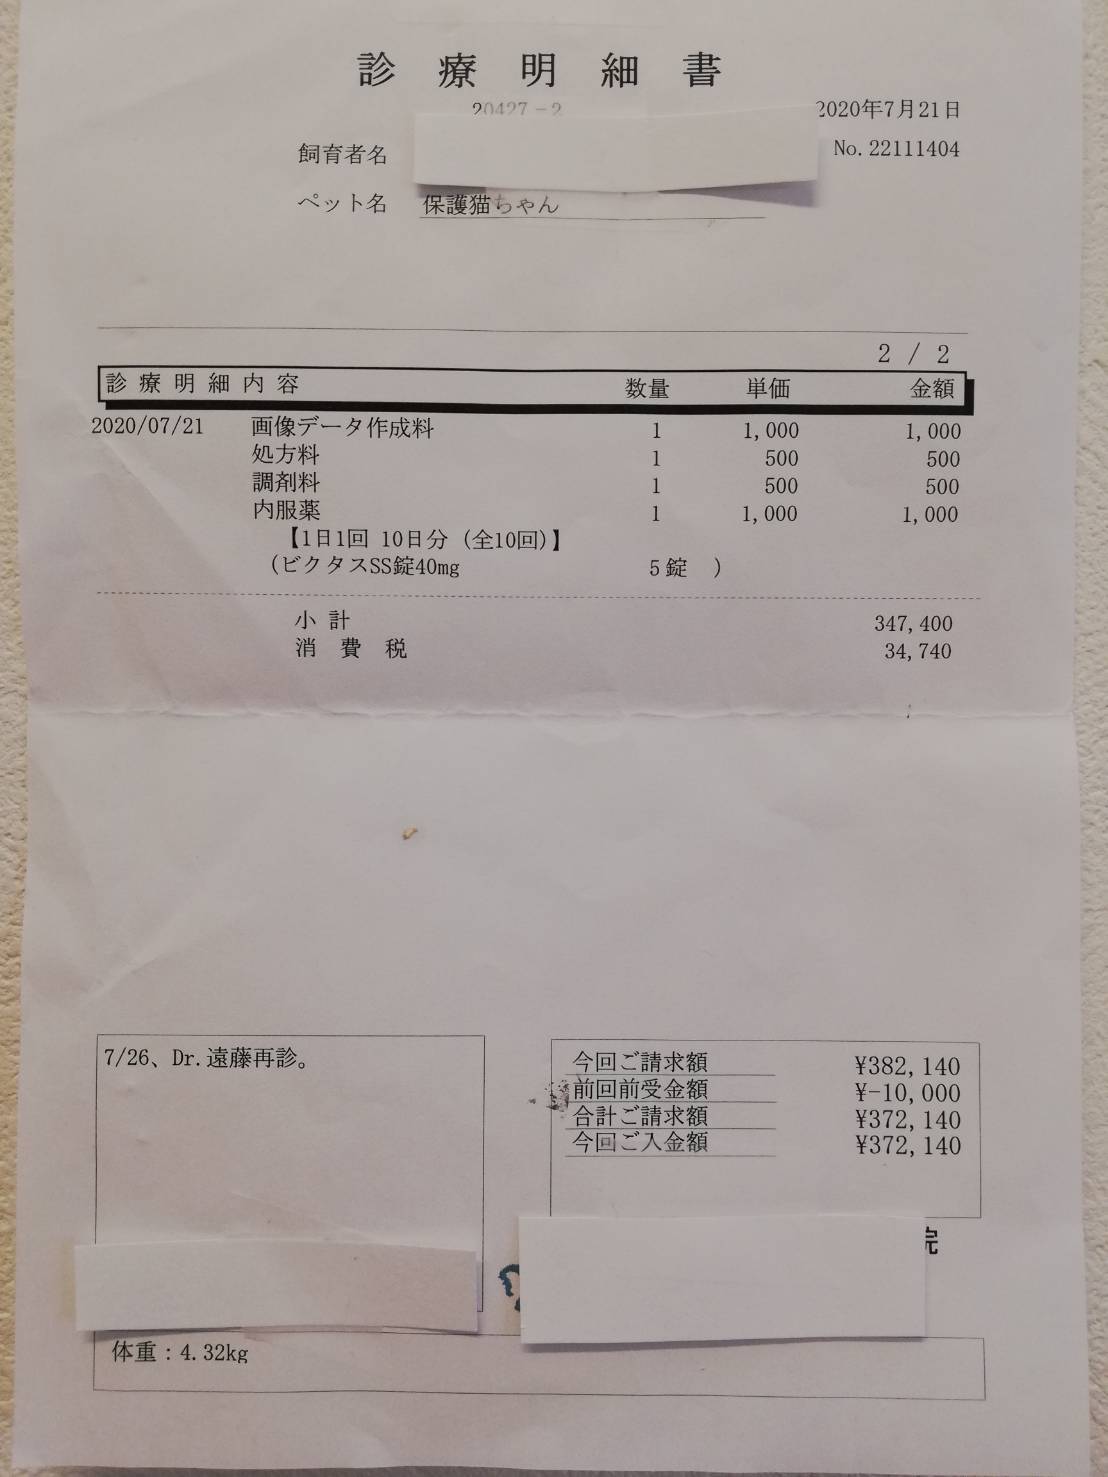 診療明細書
20427-2
2020年7月21日
飼育者名
No.22111404
ペット名 保護猫ちゃん
2 / 2
診療明細内容 数量 単価 金額
2020/07/21 画像データ作成料 1 1,000 1,000
処方料 1 500 500
調剤料 1 500 500
内服薬 1 1,000 1,000
【1日1回 10日分 (全10回)】
(ビクタスSS錠40mg 5錠 )
小計 347,400
消費税 34,740
7/26、Dr.遠藤再診。
今回ご請求額 ¥382,140
前回前受金額 ¥-10,000
合計ご請求額 ¥372,140
今回ご入金額 ¥372,140
院
体重：4.32kg